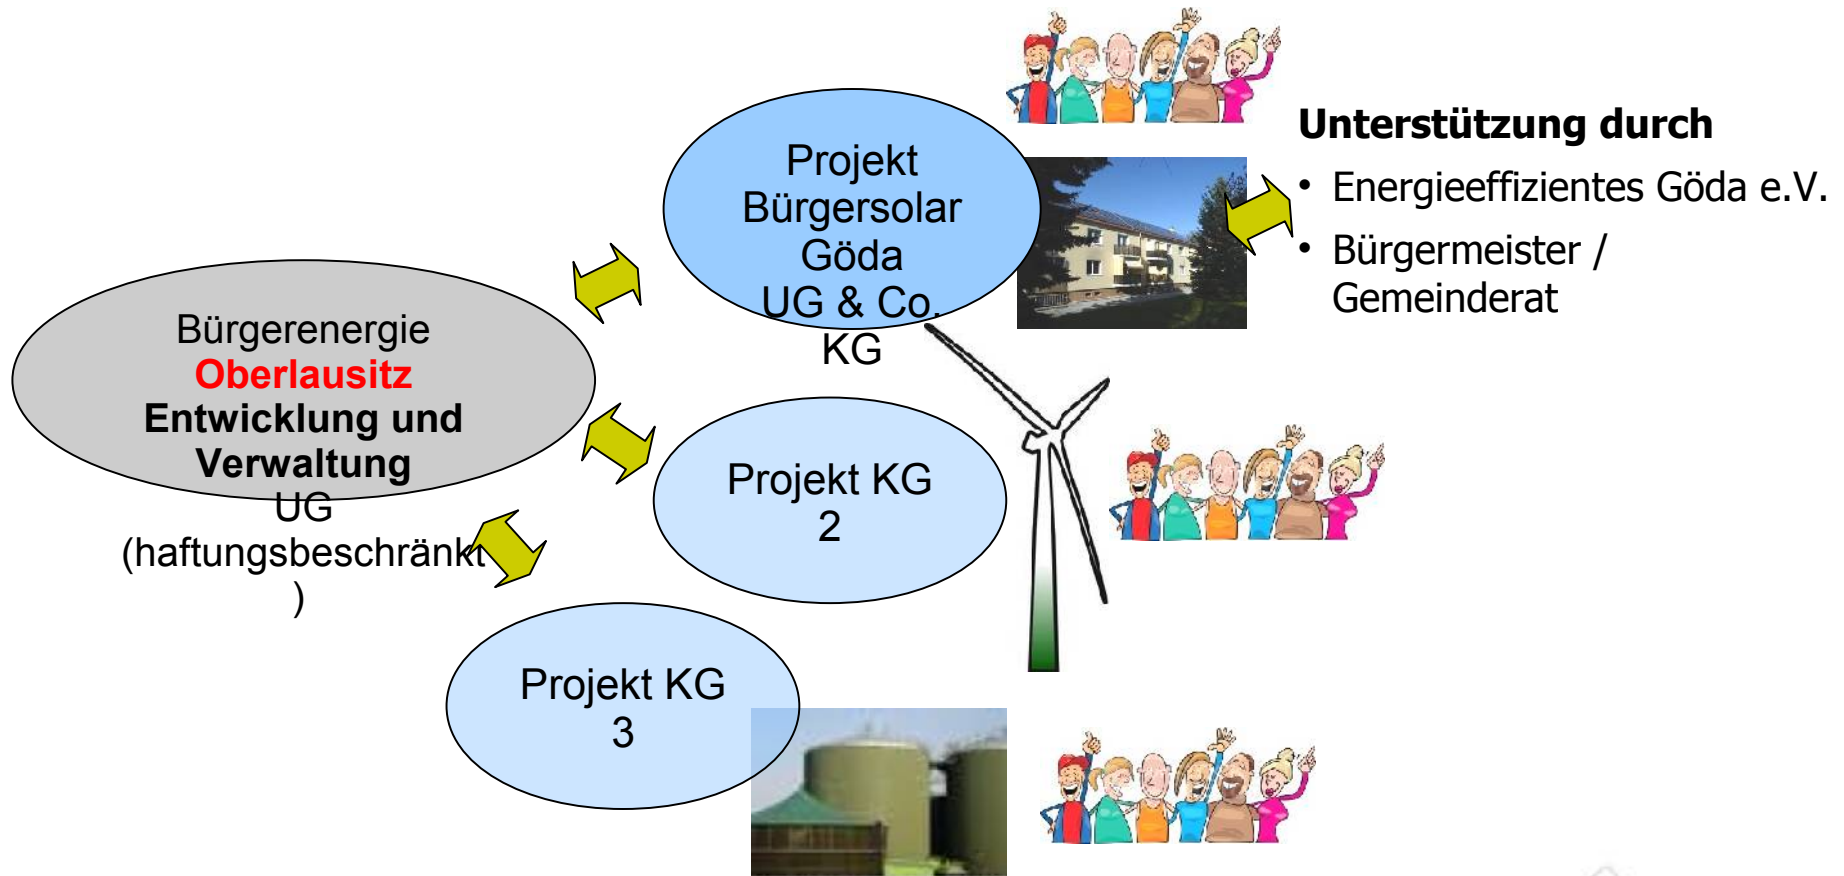 Bürgerenergie
Oberlausitz
Entwicklung und
Verwaltung
UG
(haftungsbeschränkt
)
Projekt
Bürgersolar
Göda
UG & Co.
KG
Unterstützung durch
• Energieeffizientes Göda e.V.
• Bürgermeister /
Gemeinderat
Projekt KG
2
Projekt KG
3